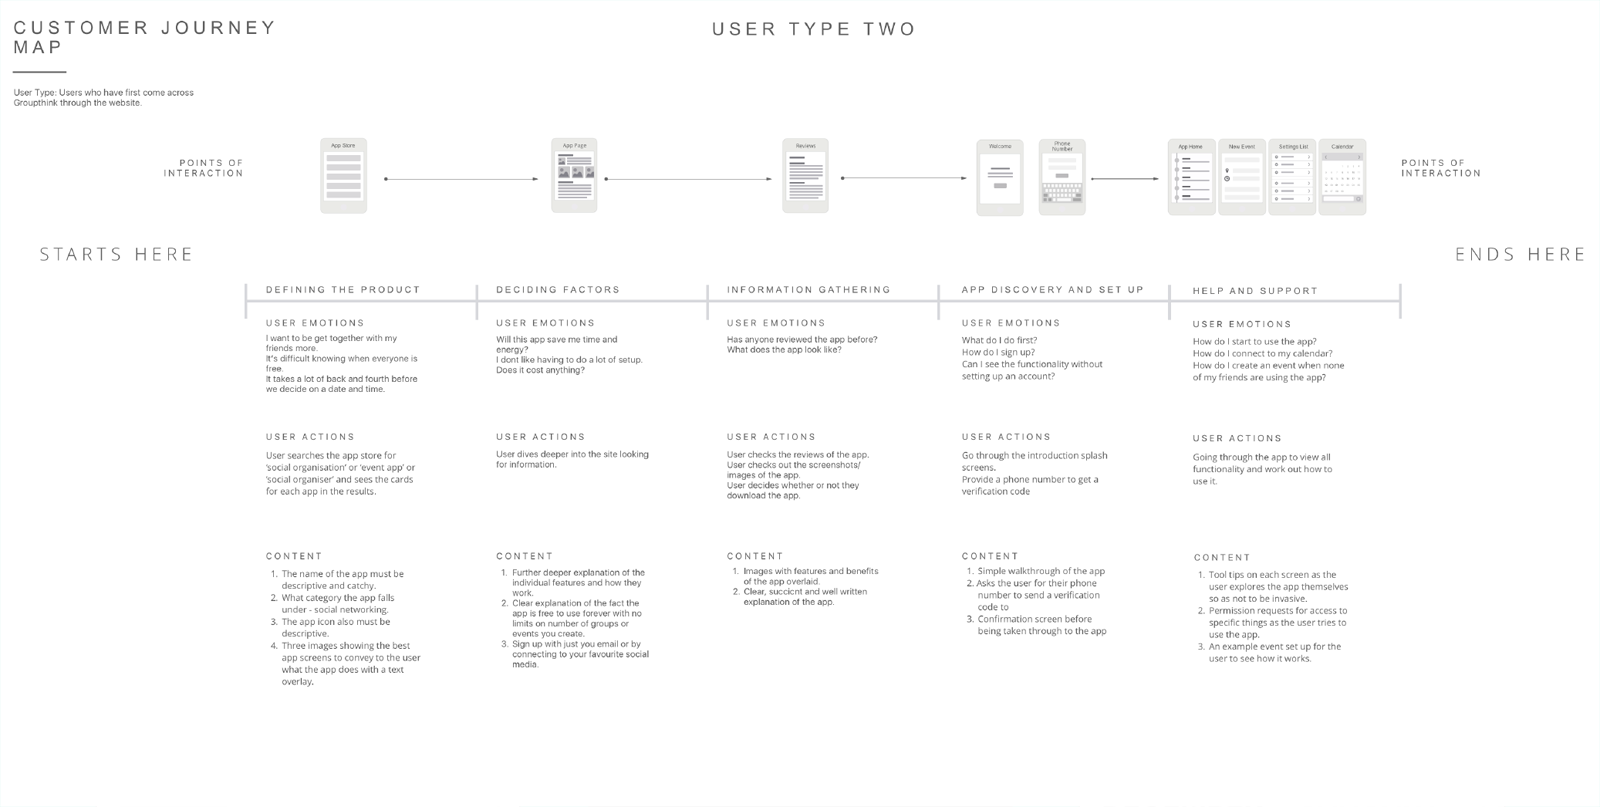 CUSTOMER JOURNEY
MAP
USER TYPE TWO
User Type: Users who have first come across
Groupthink through the website.
POINTS OF
INTERACTION
App Store
App Page
Reviews
Welcome
Phone
Number
App Home
New Event
Settings List
Calendar
POINTS OF
INTERACTION
STARTS HERE
ENDS HERE
DEFINING THE PRODUCT
USER EMOTIONS
I want to be get together with my
friends more.
It's difficult knowing when everyone is
free.
It takes a lot of back and fourth before
we decide on a date and time.
USER ACTIONS
User searches the app store for
'social organisation' or 'event app' or
'social organiser' and sees the cards
for each app in the results.
CONTENT
1. The name of the app must be
descriptive and catchy.
2. What category the app falls
under - social networking.
3. The app icon also must be
descriptive.
4. Three images showing the best
app screens to convey to the user
what the app does with a text
overlay.
DECIDING FACTORS
USER EMOTIONS
Will this app save me time and
energy?
I dont like having to do a lot of setup.
Does it cost anything?
USER ACTIONS
User dives deeper into the site looking
for information.
CONTENT
1. Further deeper explanation of the
individual features and how they
work.
2. Clear explanation of the fact the
app is free to use forever with no
limits on number of groups or
events you create.
3. Sign up with just you email or by
connecting to your favourite social
media.
INFORMATION GATHERING
USER EMOTIONS
Has anyone reviewed the app before?
What does the app look like?
USER ACTIONS
User checks the reviews of the app.
User checks out the screenshots/
images of the app.
User decides whether or not they
download the app.
CONTENT
1. Images with features and benefits
of the app overlaid.
2. Clear, succicnt and well written
explanation of the app.
APP DISCOVERY AND SET UP
USER EMOTIONS
What do I do first?
How do I sign up?
Can I see the functionality without
setting up an account?
USER ACTIONS
Go through the introduction splash
screens.
Provide a phone number to get a
verification code
CONTENT
1. Simple walkthrough of the app
2. Asks the user for their phone
number to send a verification
code to
3. Confirmation screen before
being taken through to the app
HELP AND SUPPORT
USER EMOTIONS
How do I start to use the app?
How do I connect to my calendar?
How do I create an event when none
of my friends are using the app?
USER ACTIONS
Going through the app to view all
functionality and work out how to
use it.
CONTENT
1. Tool tips on each screen as the
user explores the app themselves
so as not to be invasive.
2. Permission requests for access to
specific things as the user tries to
use the app.
3. An example event set up for the
user to see how it works.